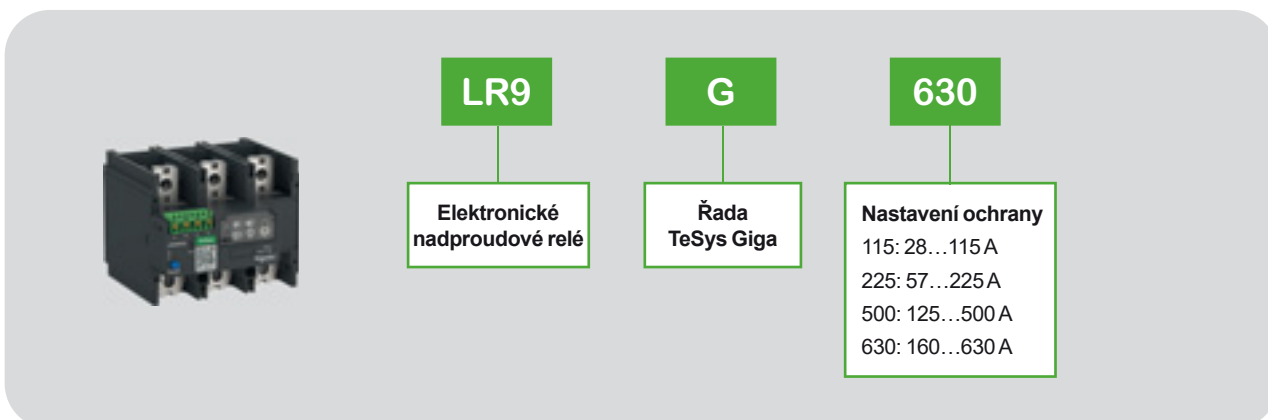 LR9
G
630
Elektronické
nadproudové relé
Řada
TeSys Giga
Nastavení ochrany
115: 28…115 A
225: 57…225 A
500: 125…500 A
630: 160…630 A